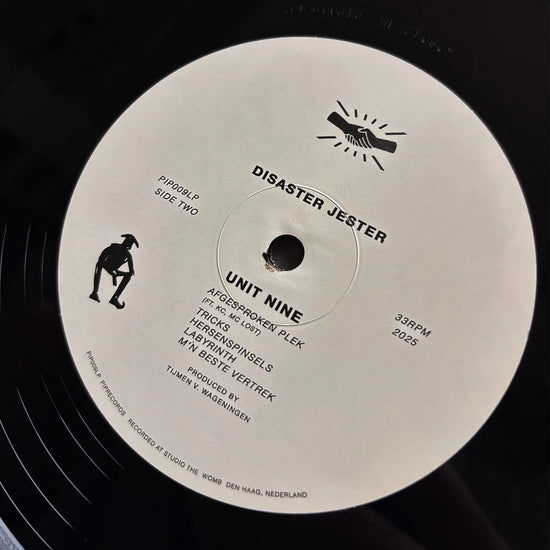 DISASTER JESTER
PIP009LP
SIDE TWO
UNIT NINE
AFGESPROKEN PLEK
(FT. KC, MC LOST)
TRICKS
HERSENSPINSELS
LABYRINTH
M'N BESTE VERTREK
PRODUCED BY
TIJMEN V. WAGENINGEN
33RPM
2025
PIP009LP PIPRECORDS RECORDED AT STUDIO THE WOMB DEN HAAG, NEDERLAND